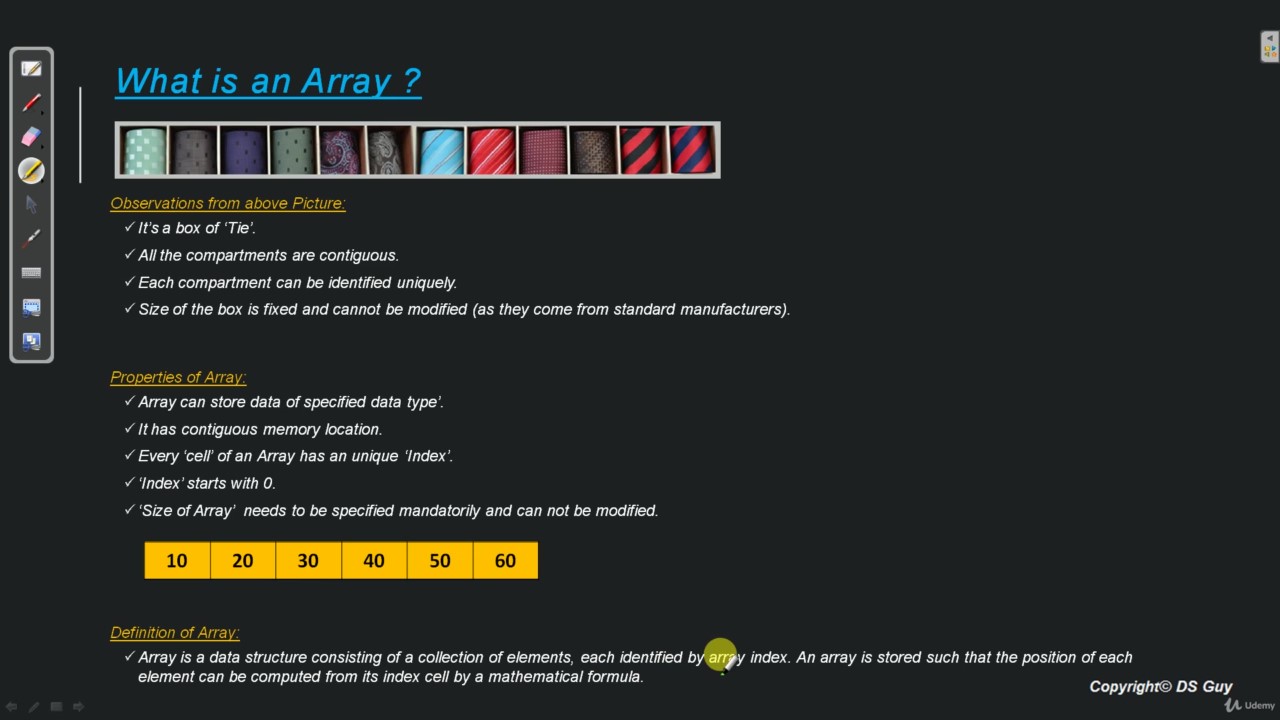 What is an Array ?
Observations from above Picture:
✓ It's a box of ‘Tie’.
✓ All the compartments are contiguous.
✓ Each compartment can be identified uniquely.
✓ Size of the box is fixed and cannot be modified (as they come from standard manufacturers).
Properties of Array:
✓ Array can store data of specified data type’.
✓ It has contiguous memory location.
✓ Every ‘cell’ of an Array has an unique ‘Index’.
✓ ‘Index’ starts with 0.
✓ ‘Size of Array’ needs to be specified mandatorily and can not be modified.
10 20 30 40 50 60
Definition of Array:
✓ Array is a data structure consisting of a collection of elements, each identified by array index. An array is stored such that the position of each
element can be computed from its index cell by a mathematical formula.
Copyright© DS Guy
Udemy